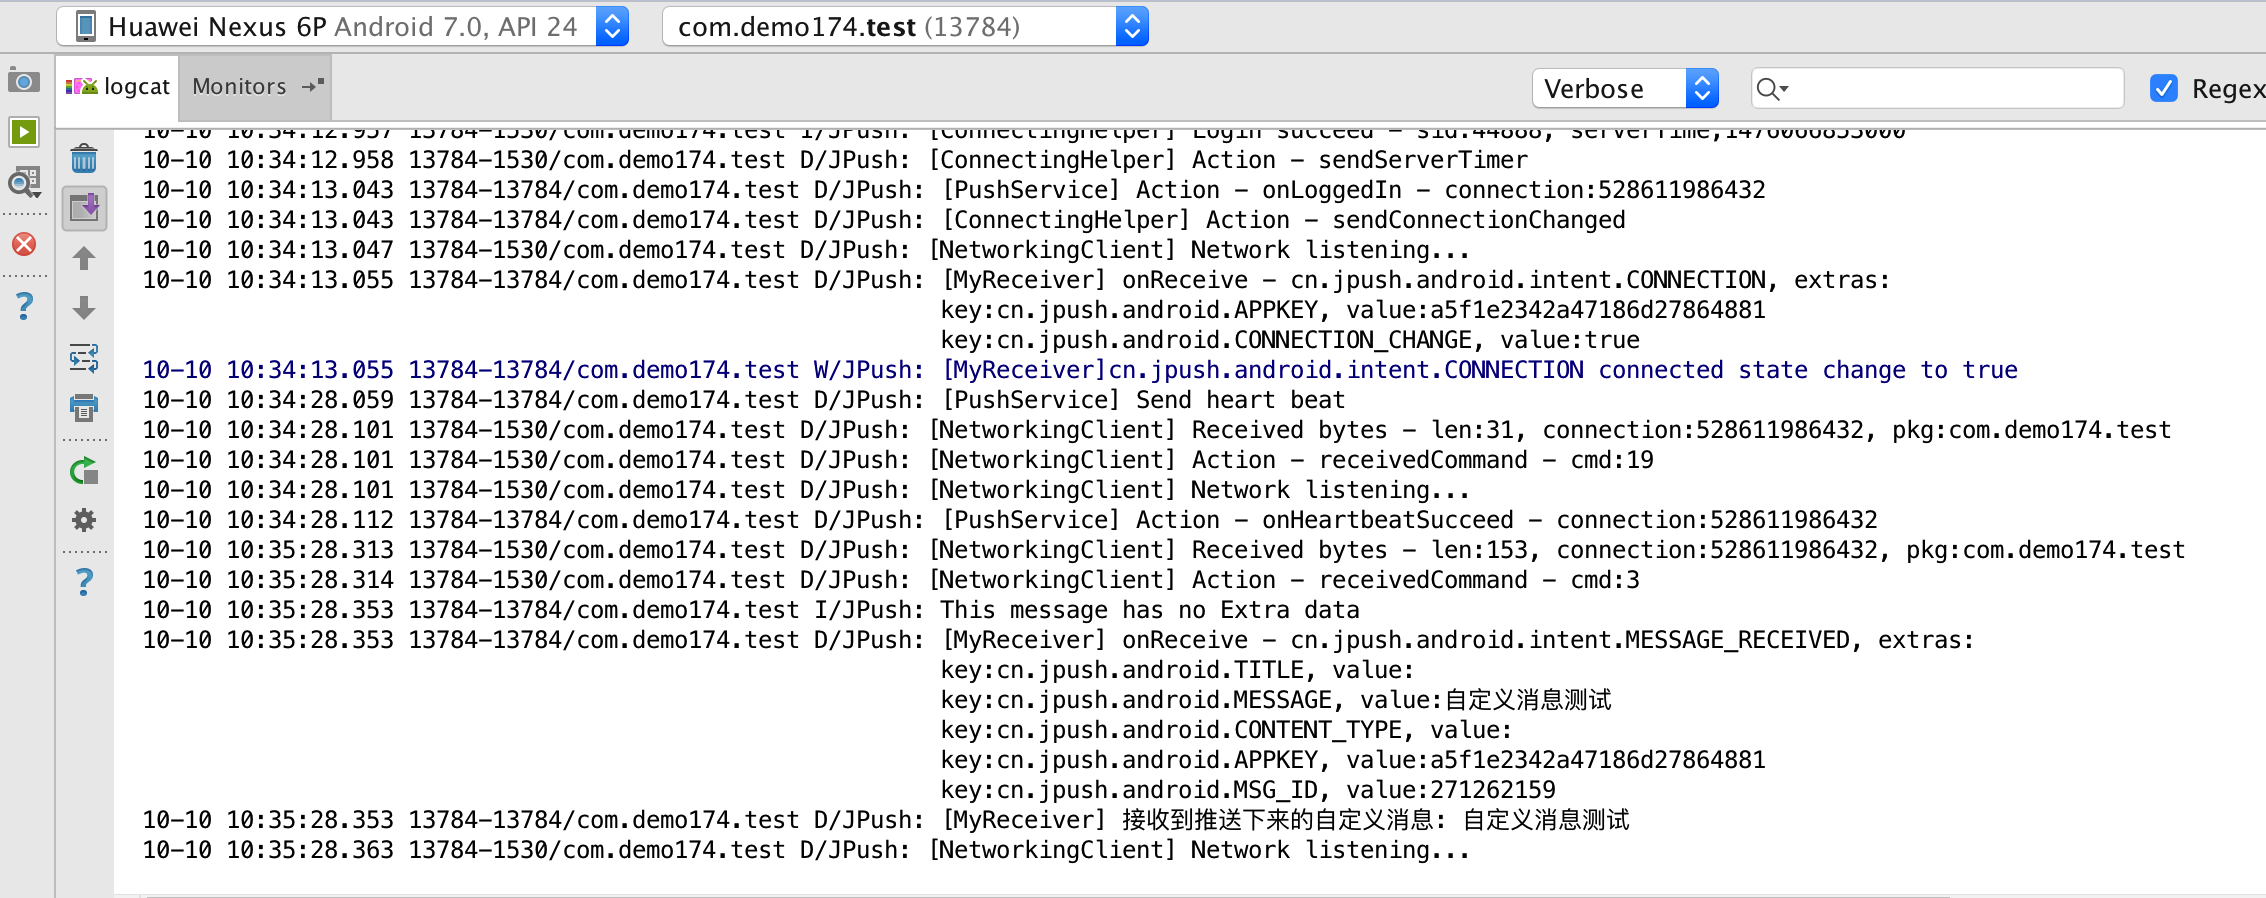 Huawei Nexus 6P Android 7.0, API 24
com.demo174.test (13784)
logcat
Monitors
Verbose
Regex
10-10 10:34:12.957 13784-1530/com.demo174.test I/JPush: [ConnectingHelper] Login succeed - sid:44888, serverTime;1476066853000
10-10 10:34:12.958 13784-1530/com.demo174.test D/JPush: [ConnectingHelper] Action - sendServerTimer
10-10 10:34:13.043 13784-13784/com.demo174.test D/JPush: [PushService] Action - onLoggedIn - connection:528611986432
10-10 10:34:13.043 13784-13784/com.demo174.test D/JPush: [ConnectingHelper] Action - sendConnectionChanged
10-10 10:34:13.047 13784-1530/com.demo174.test D/JPush: [NetworkingClient] Network listening...
10-10 10:34:13.055 13784-13784/com.demo174.test D/JPush: [MyReceiver] onReceive - cn.jpush.android.intent.CONNECTION, extras:
key:cn.jpush.android.APPKEY, value:a5f1e2342a47186d27864881
key:cn.jpush.android.CONNECTION_CHANGE, value:true
10-10 10:34:13.055 13784-13784/com.demo174.test W/JPush: [MyReceiver]cn.jpush.android.intent.CONNECTION connected state change to true
10-10 10:34:28.059 13784-13784/com.demo174.test D/JPush: [PushService] Send heart beat
10-10 10:34:28.101 13784-1530/com.demo174.test D/JPush: [NetworkingClient] Received bytes - len:31, connection:528611986432, pkg:com.demo174.test
10-10 10:34:28.101 13784-1530/com.demo174.test D/JPush: [NetworkingClient] Action - receivedCommand - cmd:19
10-10 10:34:28.101 13784-1530/com.demo174.test D/JPush: [NetworkingClient] Network listening...
10-10 10:34:28.112 13784-13784/com.demo174.test D/JPush: [PushService] Action - onHeartbeatSucceed - connection:528611986432
10-10 10:35:28.313 13784-1530/com.demo174.test D/JPush: [NetworkingClient] Received bytes - len:153, connection:528611986432, pkg:com.demo174.test
10-10 10:35:28.314 13784-1530/com.demo174.test D/JPush: [NetworkingClient] Action - receivedCommand - cmd:3
10-10 10:35:28.353 13784-13784/com.demo174.test I/JPush: This message has no Extra data
10-10 10:35:28.353 13784-13784/com.demo174.test D/JPush: [MyReceiver] onReceive - cn.jpush.android.intent.MESSAGE_RECEIVED, extras:
key:cn.jpush.android.TITLE, value:
key:cn.jpush.android.MESSAGE, value:自定义消息测试
key:cn.jpush.android.CONTENT_TYPE, value:
key:cn.jpush.android.APPKEY, value:a5f1e2342a47186d27864881
key:cn.jpush.android.MSG_ID, value:271262159
10-10 10:35:28.353 13784-13784/com.demo174.test D/JPush: [MyReceiver] 接收到推送下来的自定义消息: 自定义消息测试
10-10 10:35:28.363 13784-1530/com.demo174.test D/JPush: [NetworkingClient] Network listening...